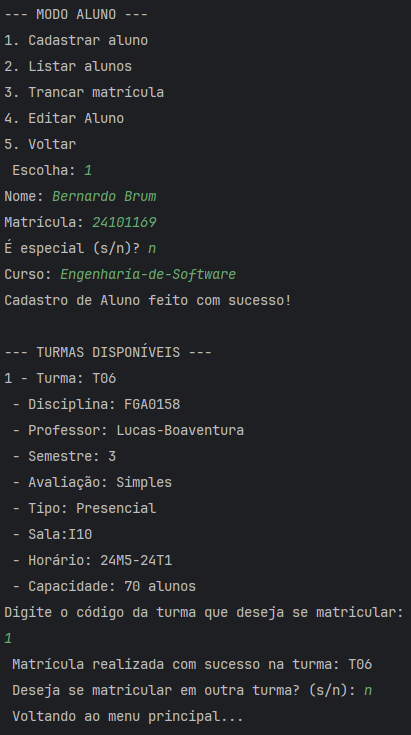 --- MODO ALUNO ---
1. Cadastrar aluno
2. Listar alunos
3. Trancar matrícula
4. Editar Aluno
5. Voltar
Escolha: 1
Nome: Bernardo Brum
Matrícula: 24101169
É especial (s/n)? n
Curso: Engenharia-de-Software
Cadastro de Aluno feito com sucesso!
--- TURMAS DISPONÍVEIS ---
1 - Turma: T06
- Disciplina: FGA0158
- Professor: Lucas-Boaventura
- Semestre: 3
- Avaliação: Simples
- Tipo: Presencial
- Sala:I10
- Horário: 24M5-24T1
- Capacidade: 70 alunos
Digite o código da turma que deseja se matricular:
1
Matrícula realizada com sucesso na turma: T06
Deseja se matricular em outra turma? (s/n): n
Voltando ao menu principal...